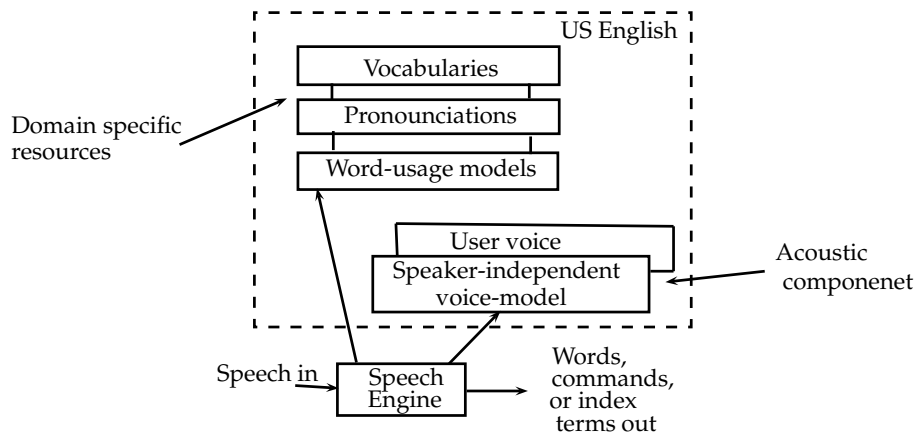 US English
Vocabularies
Pronounciations
Domain specific
resources
Word-usage models
User voice
Speaker-independent
voice-model
Acoustic
componenet
Speech in
Speech
Engine
Words,
commands,
or index
terms out